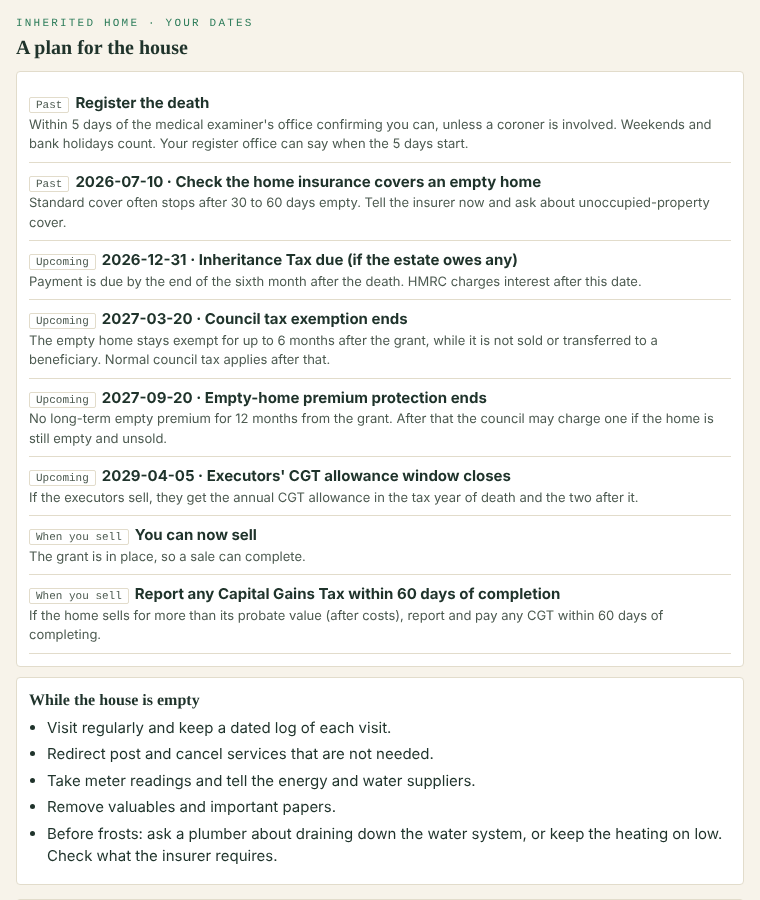 INHERITED HOME · YOUR DATES
A plan for the house
Past Register the death
Within 5 days of the medical examiner's office confirming you can, unless a coroner is involved. Weekends and
bank holidays count. Your register office can say when the 5 days start.
Past 2026-07-10 · Check the home insurance covers an empty home
Standard cover often stops after 30 to 60 days empty. Tell the insurer now and ask about unoccupied-property
cover.
Upcoming 2026-12-31 · Inheritance Tax due (if the estate owes any)
Payment is due by the end of the sixth month after the death. HMRC charges interest after this date.
Upcoming 2027-03-20 · Council tax exemption ends
The empty home stays exempt for up to 6 months after the grant, while it is not sold or transferred to a
beneficiary. Normal council tax applies after that.
Upcoming 2027-09-20 · Empty-home premium protection ends
No long-term empty premium for 12 months from the grant. After that the council may charge one if the home is
still empty and unsold.
Upcoming 2029-04-05 · Executors' CGT allowance window closes
If the executors sell, they get the annual CGT allowance in the tax year of death and the two after it.
When you sell You can now sell
The grant is in place, so a sale can complete.
When you sell Report any Capital Gains Tax within 60 days of completion
If the home sells for more than its probate value (after costs), report and pay any CGT within 60 days of
completing.
While the house is empty
• Visit regularly and keep a dated log of each visit.
• Redirect post and cancel services that are not needed.
• Take meter readings and tell the energy and water suppliers.
• Remove valuables and important papers.
• Before frosts: ask a plumber about draining down the water system, or keep the heating on low.
Check what the insurer requires.